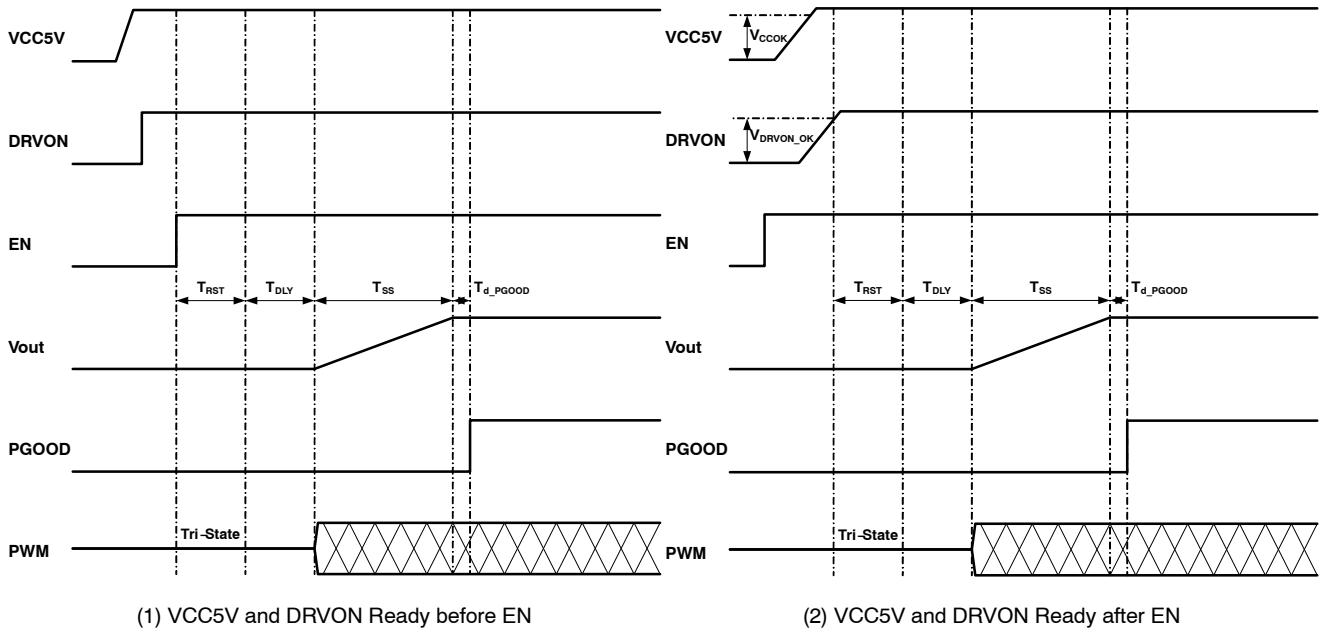 VCC5V
DRVON
EN
TRST TDLY TSS Td_PGOOD
Vout
PGOOD
Tri-State
PWM
(1) VCC5V and DRVON Ready before EN
VCC5V
VCCOK
DRVON
VDRVON_OK
EN
TRST TDLY TSS Td_PGOOD
Vout
PGOOD
Tri-State
PWM
(2) VCC5V and DRVON Ready after EN